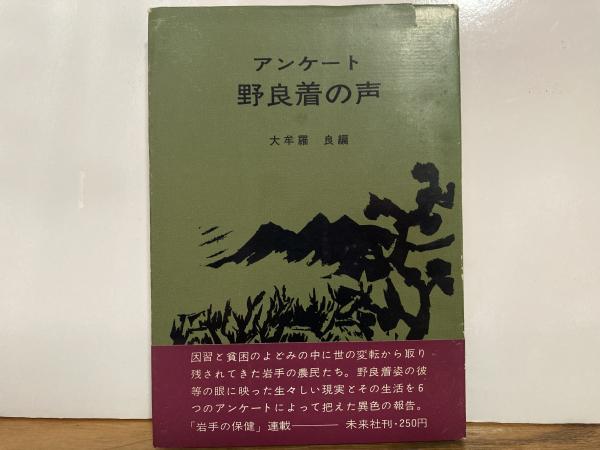 アンケート
野良着の声
大牟羅 良編
因習と貧困のよどみの中に世の変転から取り
残されてきた岩手の農民たち。野良着姿の彼
等の眼に映った生々しい現実とその生活を6
つのアンケートによって把えた異色の報告。
「岩手の保健」連載――― 未来社刊・250円